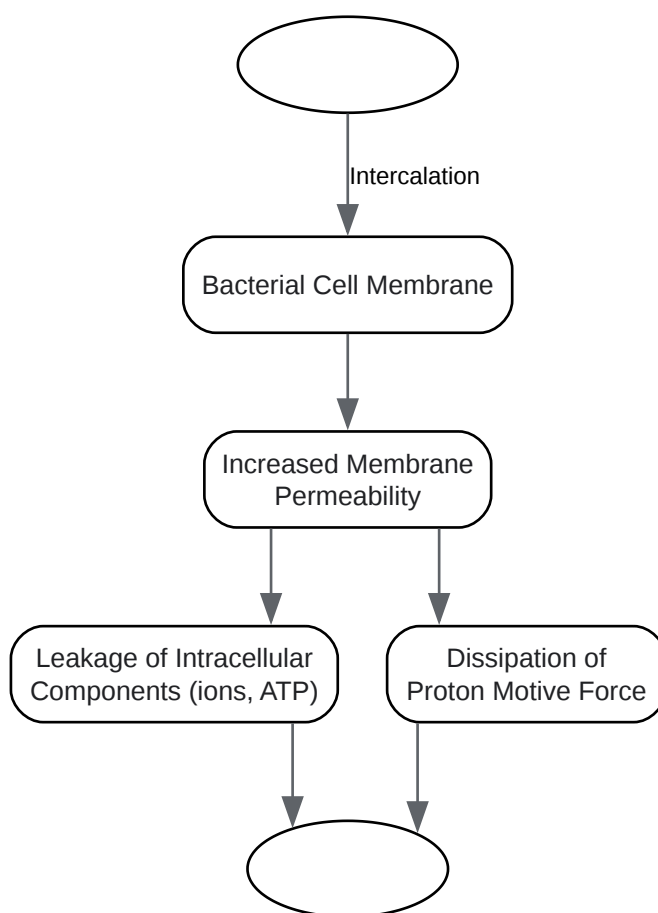 Intercalation
Bacterial Cell Membrane
Increased Membrane
Permeability
Leakage of Intracellular
Components (ions, ATP)
Dissipation of
Proton Motive Force